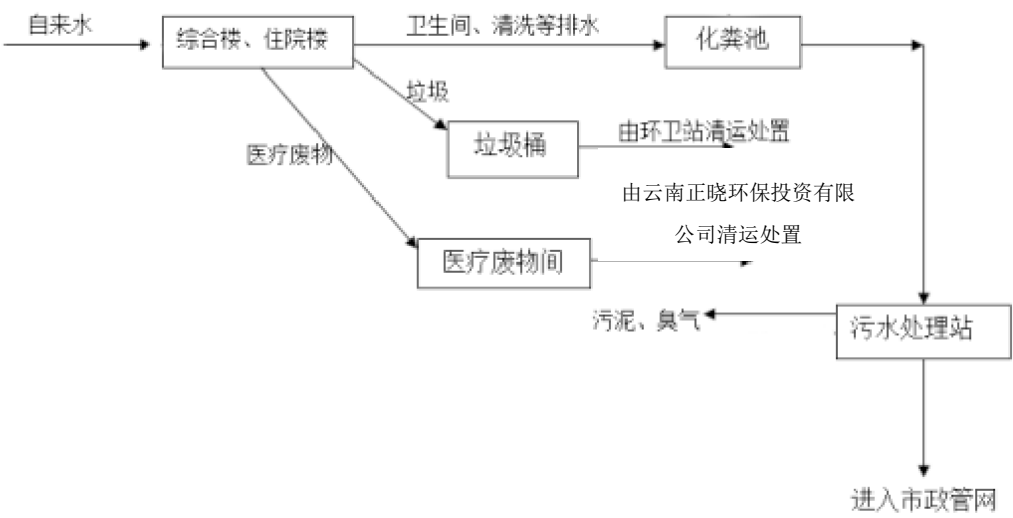 自来水
综合楼、住院楼
卫生间、清洗等排水
化粪池
垃圾
垃圾桶
由环卫站清运处置
医疗废物
由云南正晓环保投资有限
公司清运处置
医疗废物间
污泥、臭气
污水处理站
进入市政管网